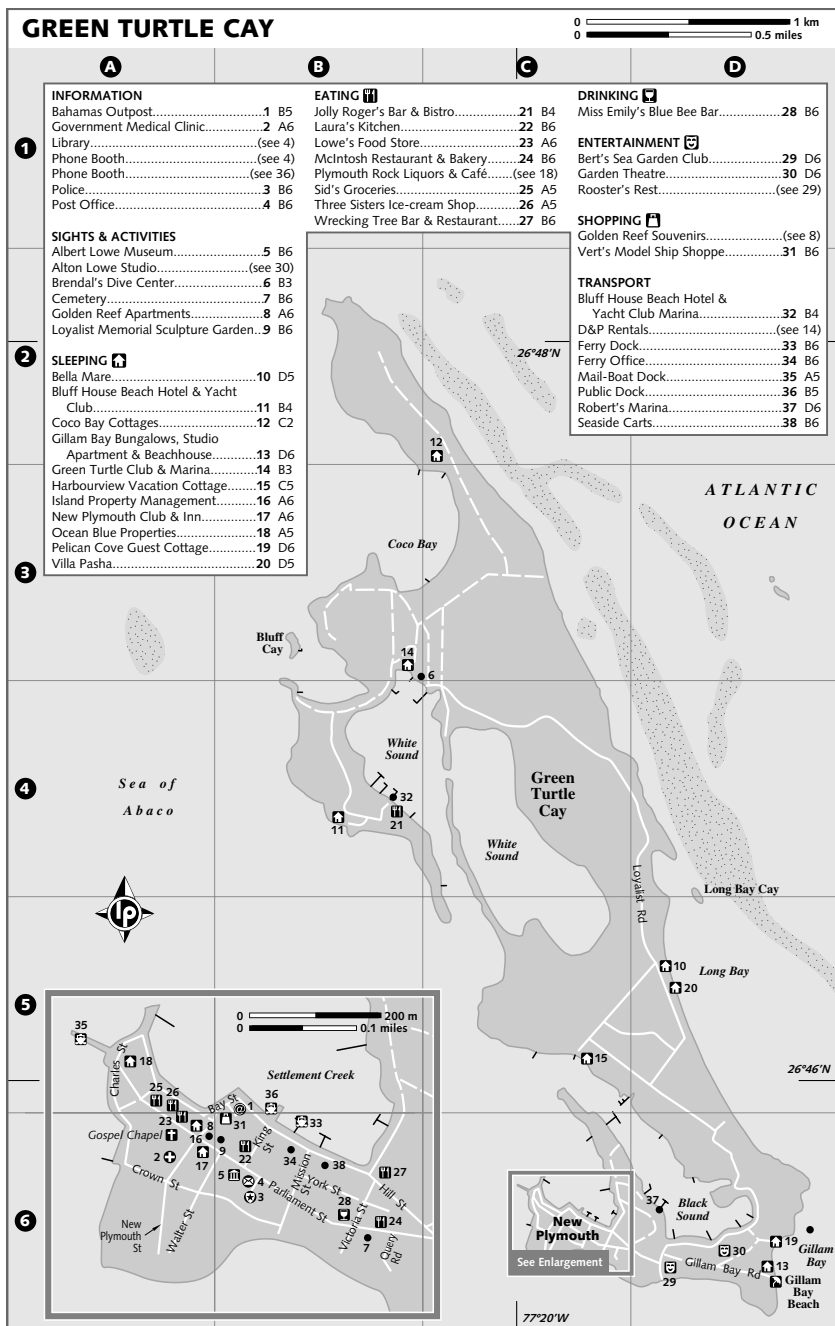 GREEN TURTLE CAY
0 1 km
0 0.5 miles
A B C D
INFORMATION
Bahamas Outpost 1 B5
Government Medical Clinic 2 A6
Library (see 4)
Phone Booth (see 4)
Phone Booth (see 36)
Police 3 B6
Post Office 4 B6
SIGHTS & ACTIVITIES
Albert Lowe Museum 5 B6
Alton Lowe Studio (see 30)
Brendal's Dive Center 6 B3
Cemetery 7 B6
Golden Reef Apartments 8 A6
Loyalist Memorial Sculpture Garden 9 B6
SLEEPING
Bella Mare 10 D5
Bluff House Beach Hotel & Yacht
Club 11 B4
Coco Bay Cottages 12 C2
Gillam Bay Bungalows, Studio
Apartment & Beachhouse 13 D6
Green Turtle Club & Marina 14 B3
Harbourview Vacation Cottage 15 C5
Island Property Management 16 A6
New Plymouth Club & Inn 17 A6
Ocean Blue Properties 18 A5
Pelican Cove Guest Cottage 19 D6
Villa Pasha 20 D5
EATING
Jolly Roger's Bar & Bistro 21 B4
Laura's Kitchen 22 B6
Lowe's Food Store 23 A6
McIntosh Restaurant & Bakery 24 B6
Plymouth Rock Liquors & Café (see 18)
Sid's Groceries 25 A5
Three Sisters Ice-cream Shop 26 A5
Wrecking Tree Bar & Restaurant 27 B6
DRINKING
Miss Emily's Blue Bee Bar 28 B6
ENTERTAINMENT
Bert's Sea Garden Club 29 D6
Garden Theatre 30 D6
Rooster's Rest (see 29)
SHOPPING
Golden Reef Souvenirs (see 8)
Vert's Model Ship Shoppe 31 B6
TRANSPORT
Bluff House Beach Hotel &
Yacht Club Marina 32 B4
D&P Rentals (see 14)
Ferry Dock 33 B6
Ferry Office 34 B6
Mail-Boat Dock 35 A5
Public Dock 36 B5
Robert's Marina 37 D6
Seaside Carts 38 B6
1
2
3
4
5
6
26°48'N
12
ATLANTIC
OCEAN
Coco Bay
Bluff
Cay
14
6
White
Sound
Sea of
Abaco
32
11
21
Green
Turtle
Cay
White
Sound
lp
Loyalist Rd
Long Bay Cay
10
Long Bay
20
15
26°46'N
0 200 m
0 0.1 miles
35
Charles St
18
Settlement Creek
25
26
Bay St
1
36
33
23
8
31
King St
Gospel Chapel
16
9
22
34
38
2
17
Mission St
York St
27
Crown St
5
4
3
Parliament St
Hill St
28
24
New
Plymouth
St
Walter St
Victoria St
7
Query Rd
37
Black
Sound
New
Plymouth
See Enlargement
30
19
Gillam
Bay
Gillam Bay Rd
13
29
Gillam
Bay
Beach
77°20'W